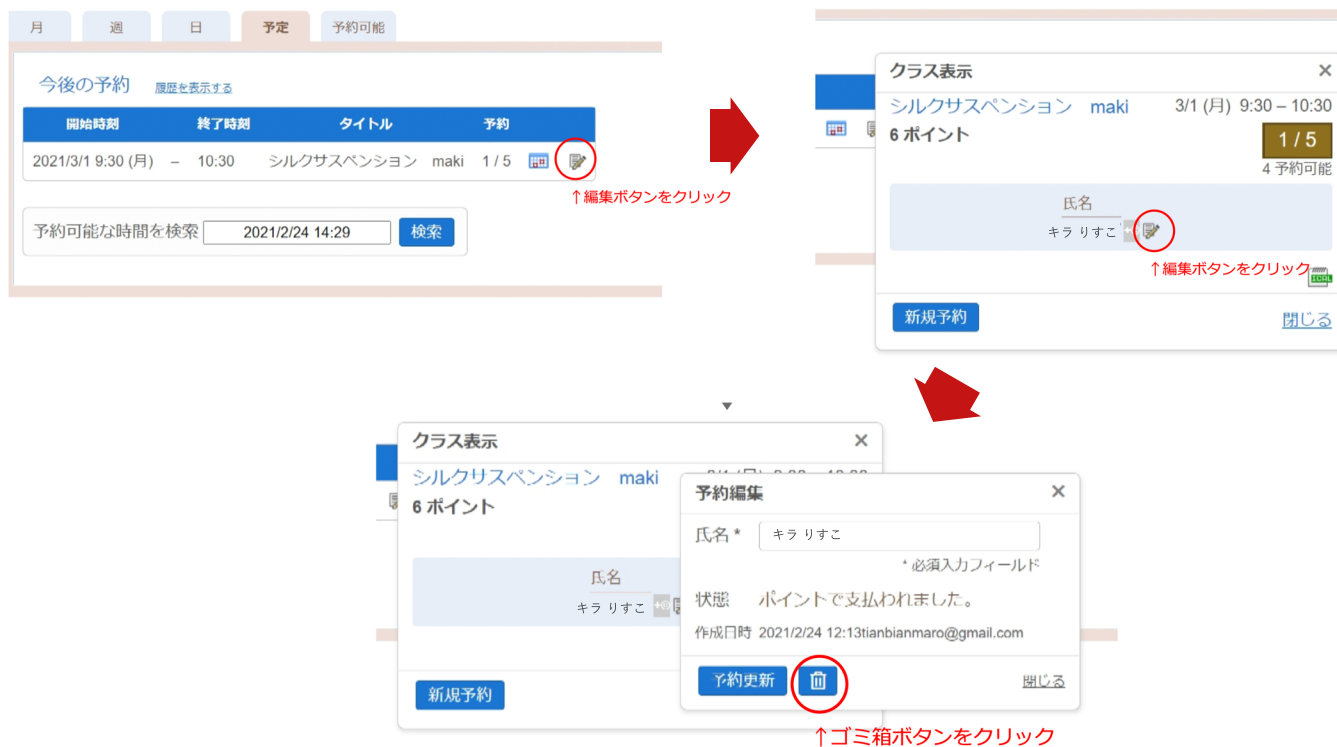 月 週 日 予定 予約可能
今後の予約 履歴を表示する
開始時刻 終了時刻 タイトル 予約
2021/3/1 9:30 (月) – 10:30 シルクサスペンション maki 1 / 5
↑編集ボタンをクリック
予約可能な時間を検索 2021/2/24 14:29 検索
クラス表示 ×
シルクサスペンション maki 3/1 (月) 9:30 – 10:30
6 ポイント
1 / 5
4 予約可能
氏名
キラ りすこ
↑編集ボタンをクリック
ICAL
新規予約 閉じる
▼
クラス表示 ×
シルクサスペンション maki
6 ポイント
氏名
キラ りすこ
新規予約
予約編集 ×
氏名 * キラ りすこ
* 必須入力フィールド
状態 ポイントで支払われました。
作成日時 2021/2/24 12:13tianbianmaro@gmail.com
予約更新 閉じる
↑ゴミ箱ボタンをクリック